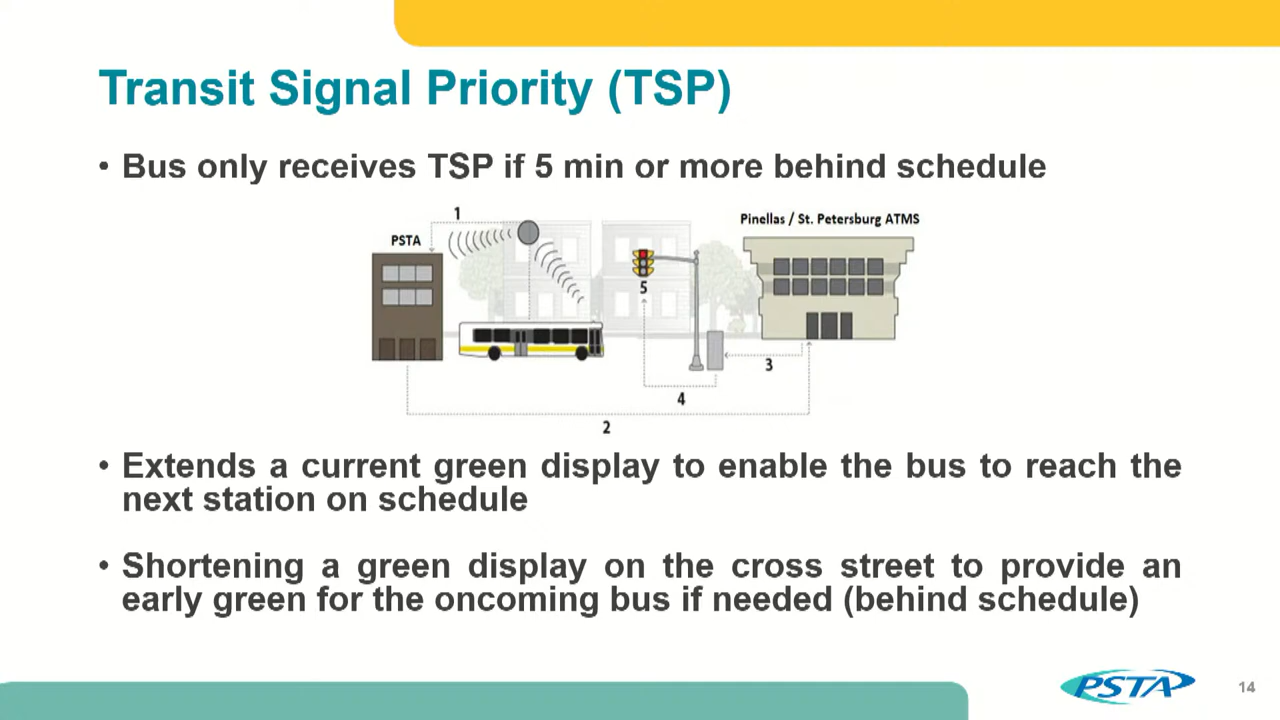 Transit Signal Priority (TSP)
• Bus only receives TSP if 5 min or more behind schedule
1
Pinellas / St. Petersburg ATMS
PSTA
5
3
4
2
• Extends a current green display to enable the bus to reach the
next station on schedule
• Shortening a green display on the cross street to provide an
early green for the oncoming bus if needed (behind schedule)
PSTA
14